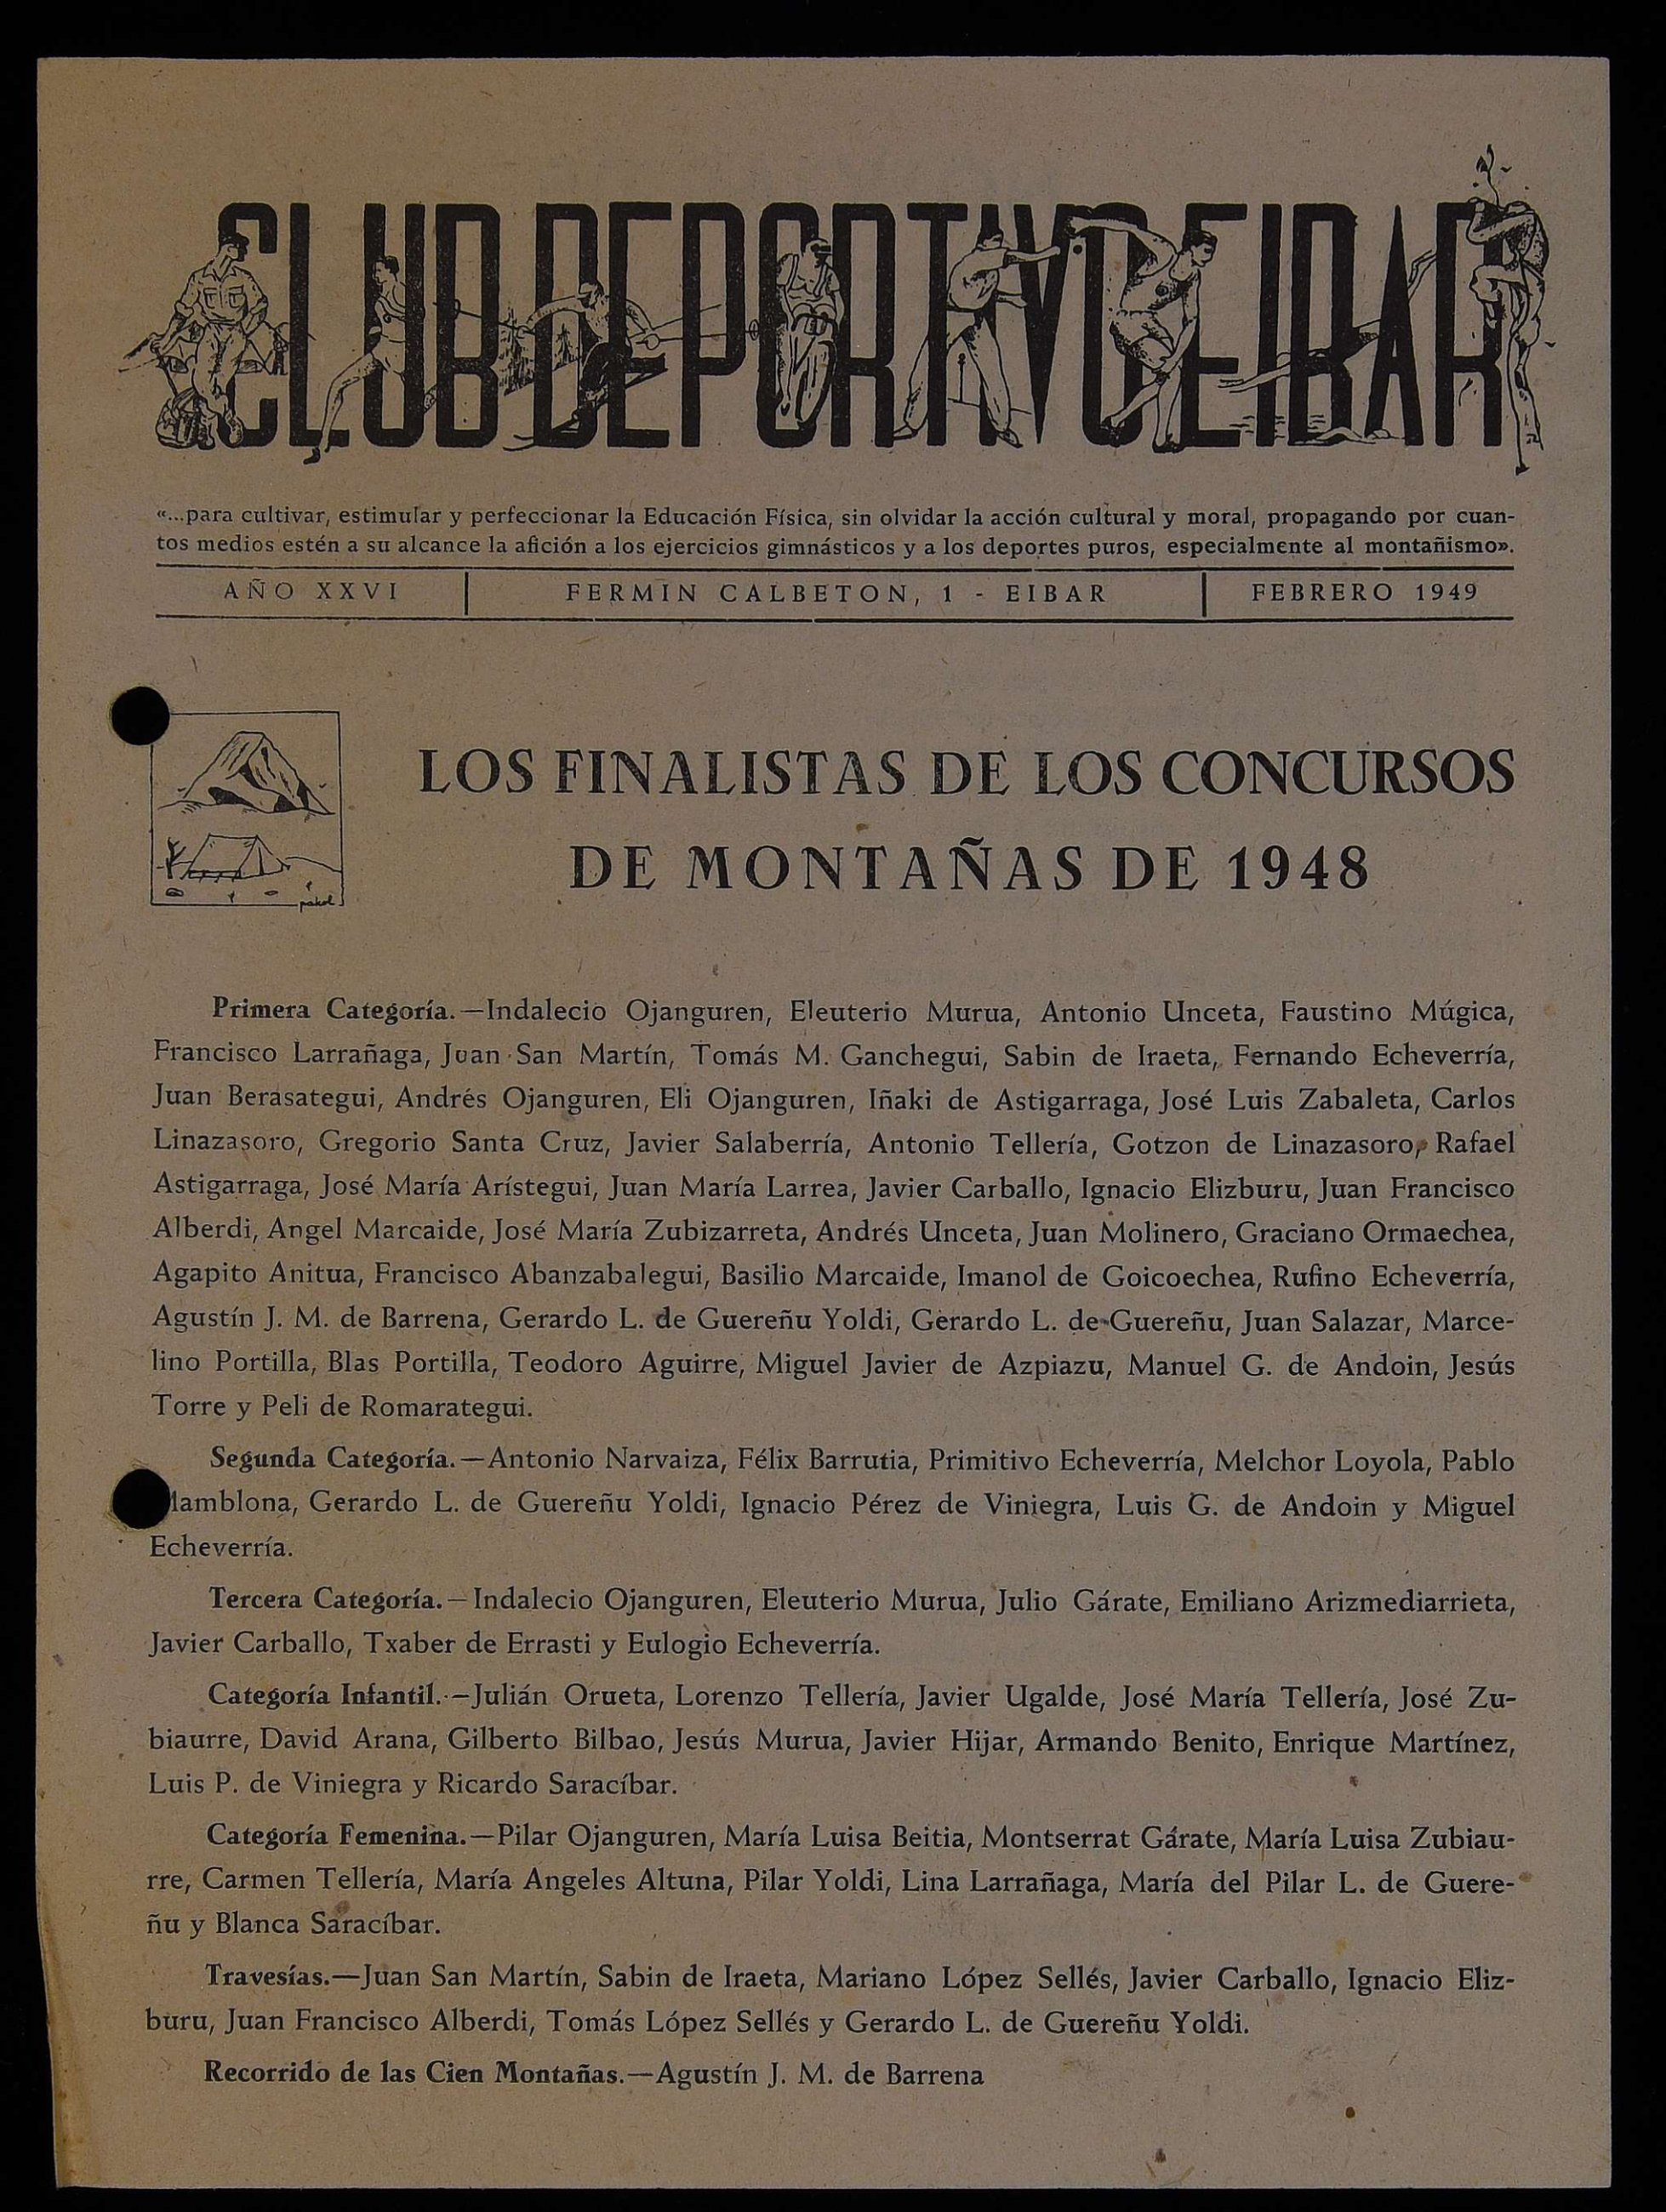 CLUB DEPORTIVO EIBAR
«...para cultivar, estimular y perfeccionar la Educación Física, sin olvidar la acción cultural y moral, propagando por cuan-
tos medios estén a su alcance la afición a los ejercicios gimnásticos y a los deportes puros, especialmente al montañismo».
AÑO XXVI
FERMIN CALBETON, 1 - EIBAR
FEBRERO 1949
LOS FINALISTAS DE LOS CONCURSOS
DE MONTAÑAS DE 1948
Primera Categoría.—Indalecio Ojanguren, Eleuterio Murua, Antonio Unceta, Faustino Múgica,
Francisco Larrañaga, Juan San Martín, Tomás M. Ganchegui, Sabin de Iraeta, Fernando Echeverría,
Juan Berasategui, Andrés Ojanguren, Eli Ojanguren, Iñaki de Astigarraga, José Luis Zabaleta, Carlos
Linazasoro, Gregorio Santa Cruz, Javier Salaberría, Antonio Tellería, Gotzon de Linazasoro, Rafael
Astigarraga, José María Arístegui, Juan María Larrea, Javier Carballo, Ignacio Elizburu, Juan Francisco
Alberdi, Angel Marcaide, José María Zubizarreta, Andrés Unceta, Juan Molinero, Graciano Ormaechea,
Agapito Anitua, Francisco Abanzabalegui, Basilio Marcaide, Imanol de Goicoechea, Rufino Echeverría,
Agustín J. M. de Barrena, Gerardo L. de Guereñu Yoldi, Gerardo L. de Guereñu, Juan Salazar, Marce-
lino Portilla, Blas Portilla, Teodoro Aguirre, Miguel Javier de Azpiazu, Manuel G. de Andoin, Jesús
Torre y Peli de Romarategui.
Segunda Categoría.—Antonio Narvaiza, Félix Barrutia, Primitivo Echeverría, Melchor Loyola, Pablo
lamblona, Gerardo L. de Guereñu Yoldi, Ignacio Pérez de Viniegra, Luis G. de Andoin y Miguel
Echeverría.
Tercera Categoría.—Indalecio Ojanguren, Eleuterio Murua, Julio Gárate, Emiliano Arizmediarrieta,
Javier Carballo, Txaber de Errasti y Eulogio Echeverría.
Categoría Infantil.—Julián Orueta, Lorenzo Tellería, Javier Ugalde, José María Tellería, José Zu-
biaurre, David Arana, Gilberto Bilbao, Jesús Murua, Javier Hijar, Armando Benito, Enrique Martínez,
Luis P. de Viniegra y Ricardo Saracíbar.
Categoría Femenina.—Pilar Ojanguren, María Luisa Beitia, Montserrat Gárate, María Luisa Zubiau-
rre, Carmen Tellería, María Angeles Altuna, Pilar Yoldi, Lina Larrañaga, María del Pilar L. de Guere-
ñu y Blanca Saracíbar.
Travesías.—Juan San Martín, Sabin de Iraeta, Mariano López Sellés, Javier Carballo, Ignacio Eliz-
buru, Juan Francisco Alberdi, Tomás López Sellés y Gerardo L. de Guereñu Yoldi.
Recorrido de las Cien Montañas.—Agustín J. M. de Barrena